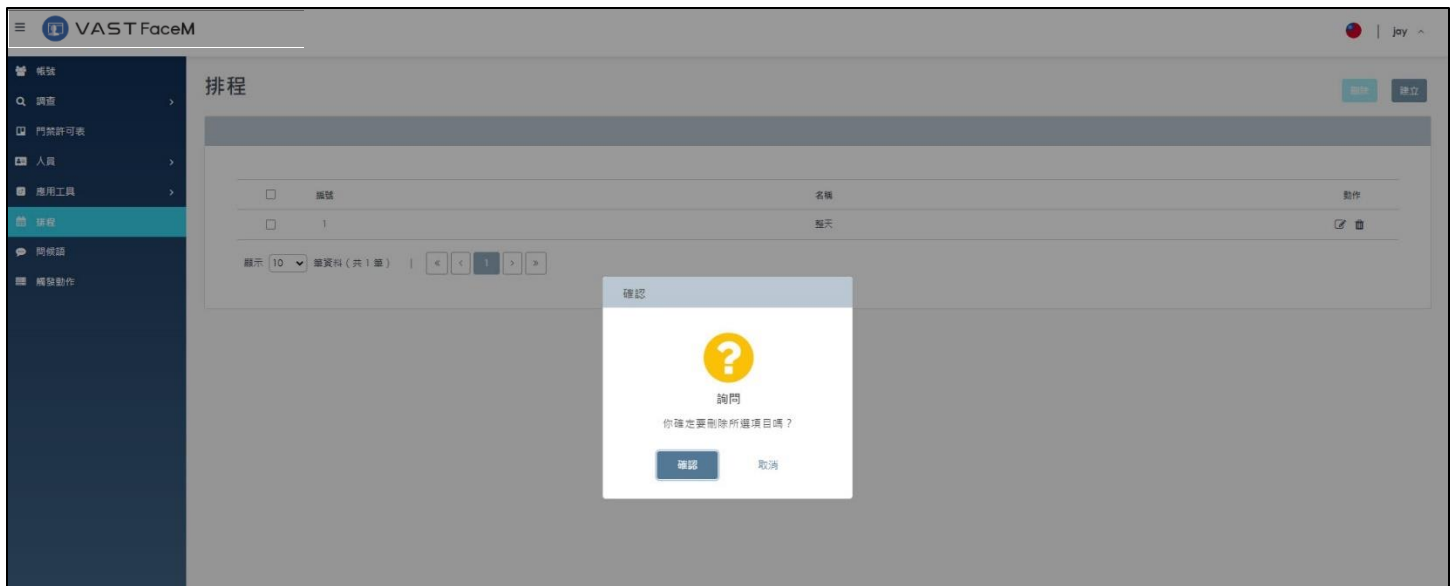 VAST FaceM
jay
帳號
調查
門禁許可表
人員
應用工具
排程
問候語
觸發動作
排程
刪除 建立
編號 名稱 動作
1 整天
顯示 10 筆資料 ( 共 1 筆 ) | « < 1 > »
確認
詢問
你確定要刪除所選項目嗎？
確認 取消